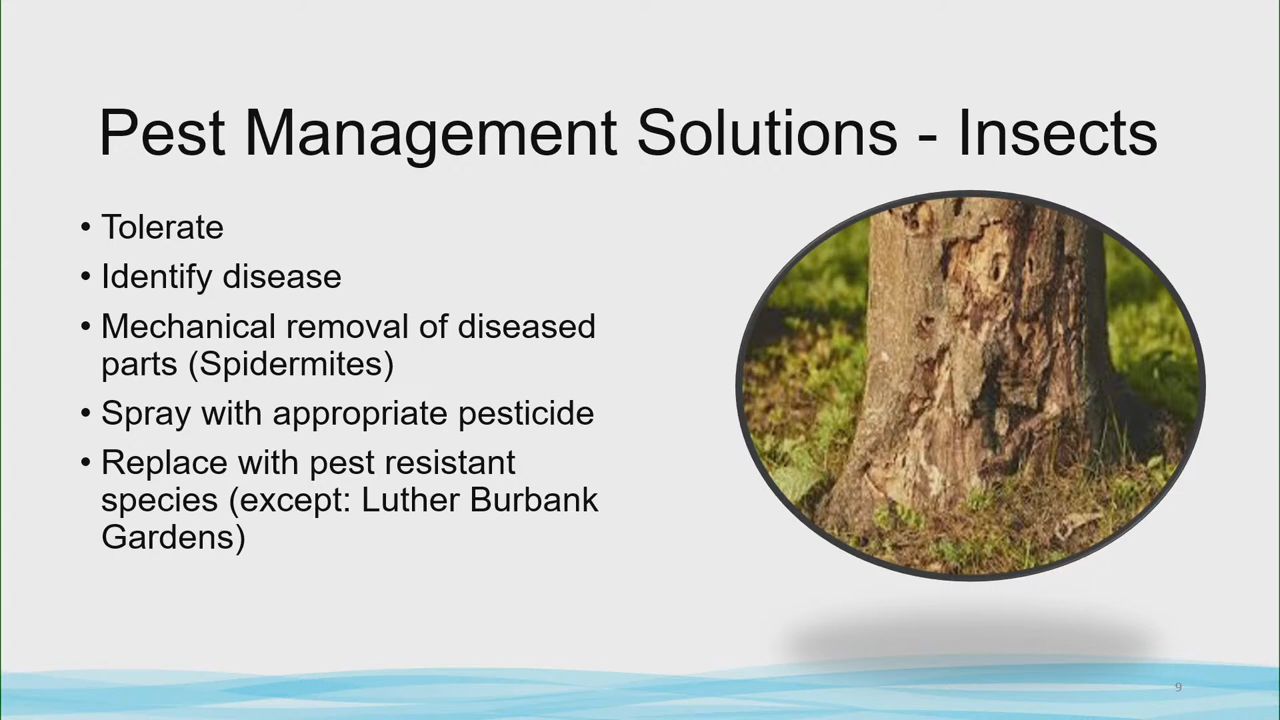 Pest Management Solutions - Insects
• Tolerate
• Identify disease
• Mechanical removal of diseased
parts (Spidermites)
• Spray with appropriate pesticide
• Replace with pest resistant
species (except: Luther Burbank
Gardens)
9